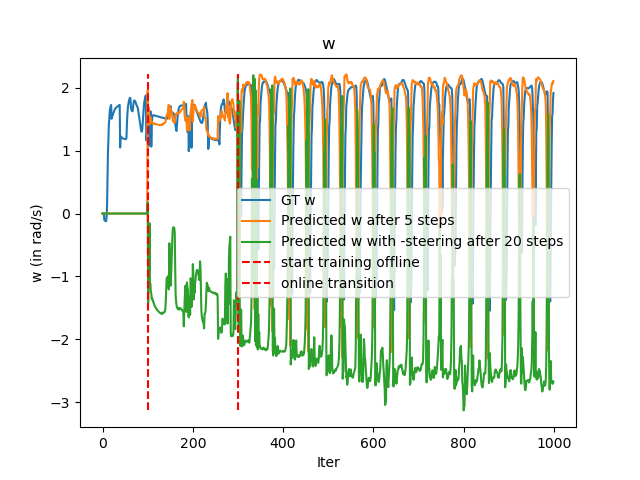 w
2
1
0
−1
−2
−3
w (in rad/s)
GT w
Predicted w after 5 steps
Predicted w with -steering after 20 steps
start training offline
online transition
0
200
400
600
800
1000
Iter